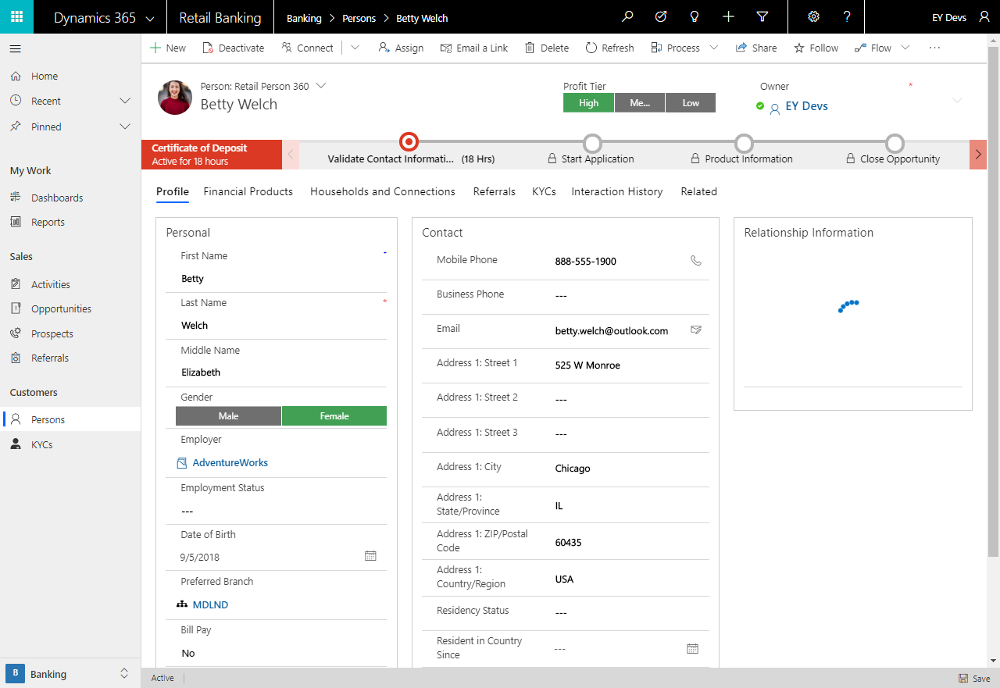 Dynamics 365
Retail Banking
Banking > Persons > Betty Welch
?
EY Devs
New
Deactivate
Connect
Assign
Email a Link
Delete
Refresh
Process
Share
Follow
Flow
...
Home
Recent
Pinned
My Work
Dashboards
Reports
Sales
Activities
Opportunities
Prospects
Referrals
Customers
Persons
KYCs
B
Banking
Person: Retail Person 360
Betty Welch
Profit Tier
High
Me...
Low
Owner
*
EY Devs
Certificate of Deposit
Active for 18 hours
Validate Contact Informati... (18 Hrs)
Start Application
Product Information
Close Opportunity
Profile
Financial Products
Households and Connections
Referrals
KYCs
Interaction History
Related
Personal
First Name
Betty
Last Name
*
Welch
Middle Name
Elizabeth
Gender
Male
Female
Employer
AdventureWorks
Employment Status
---
Date of Birth
9/5/2018
Preferred Branch
MDLND
Bill Pay
No
Contact
Mobile Phone
888-555-1900
Business Phone
---
Email
betty.welch@outlook.com
Address 1: Street 1
525 W Monroe
Address 1: Street 2
---
Address 1: Street 3
---
Address 1: City
Chicago
Address 1:
State/Province
IL
Address 1: ZIP/Postal
Code
60435
Address 1:
Country/Region
USA
Residency Status
---
Resident in Country
Since
---
Relationship Information
Active
Save